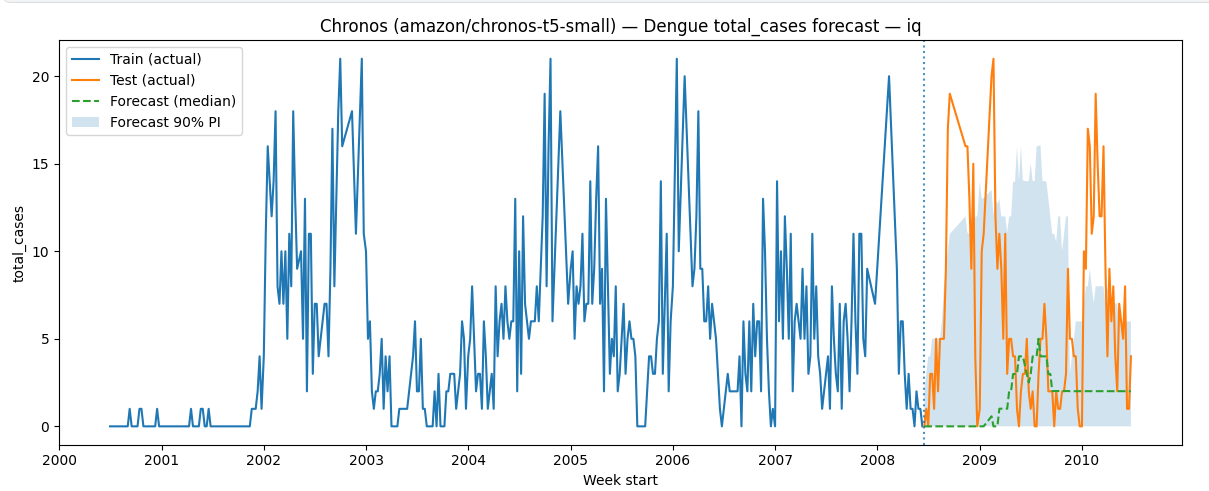 Chronos (amazon/chronos-t5-small) — Dengue total_cases forecast — iq
Train (actual)
Test (actual)
Forecast (median)
Forecast 90% PI
total_cases
20
15
10
5
0
2000 2001 2002 2003 2004 2005 2006 2007 2008 2009 2010
Week start